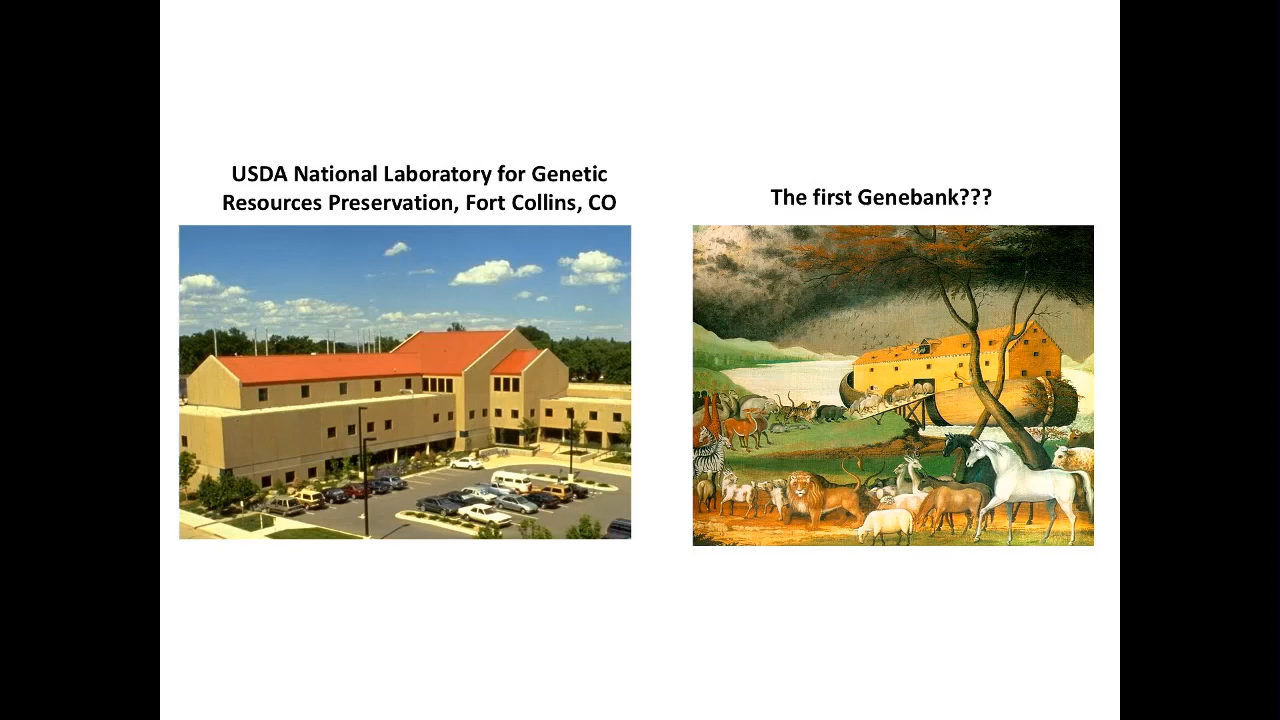 USDA National Laboratory for Genetic
Resources Preservation, Fort Collins, CO
The first Genebank???